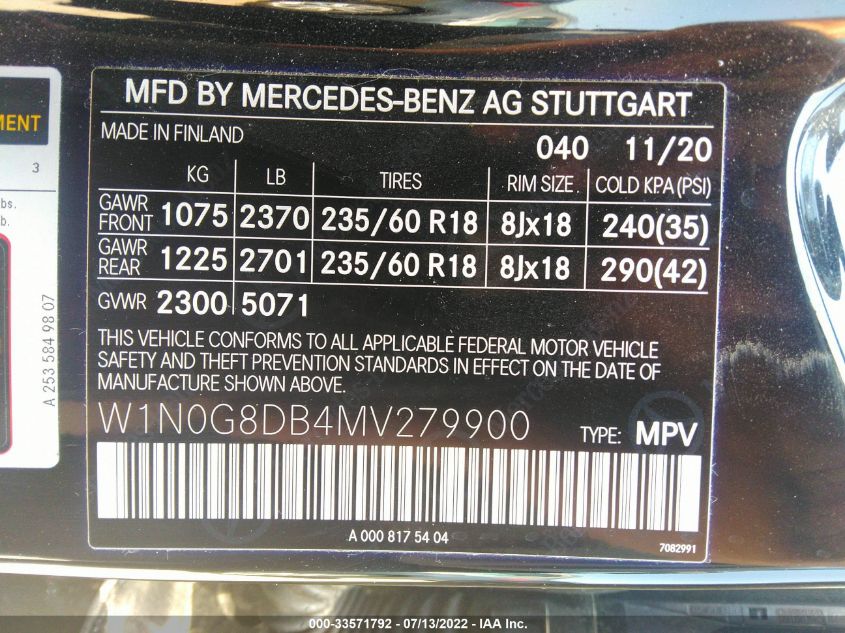 MENT
3
bs.
b.
A 253 584 98 07
MFD BY MERCEDES-BENZ AG STUTTGART
MADE IN FINLAND 040 11/20
KG LB TIRES RIM SIZE COLD KPA(PSI)
GAWR FRONT 1075 2370 235/60 R18 8Jx18 240(35)
GAWR REAR 1225 2701 235/60 R18 8Jx18 290(42)
GVWR 2300 5071
THIS VEHICLE CONFORMS TO ALL APPLICABLE FEDERAL MOTOR VEHICLE
SAFETY AND THEFT PREVENTION STANDARDS IN EFFECT ON THE DATE OF
MANUFACTURE SHOWN ABOVE.
W1N0G8DB4MV279900 TYPE: MPV
A 000 817 54 04
7082991
000-33571792 - 07/13/2022 - IAA Inc.